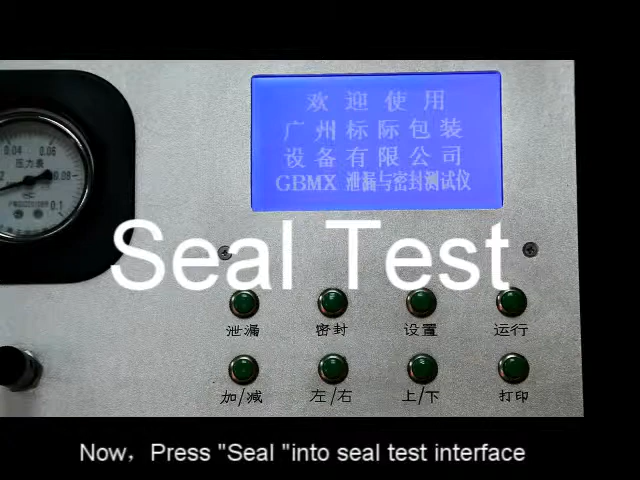 欢迎使用
广州标际包装
设备有限公司
GBMX 泄漏与密封测试仪
0.04 0.06
压力表
0.08
0.1
Seal Test
泄漏 密封 设置 运行
加/减 左/右 上/下 打印
Now，Press "Seal "into seal test interface